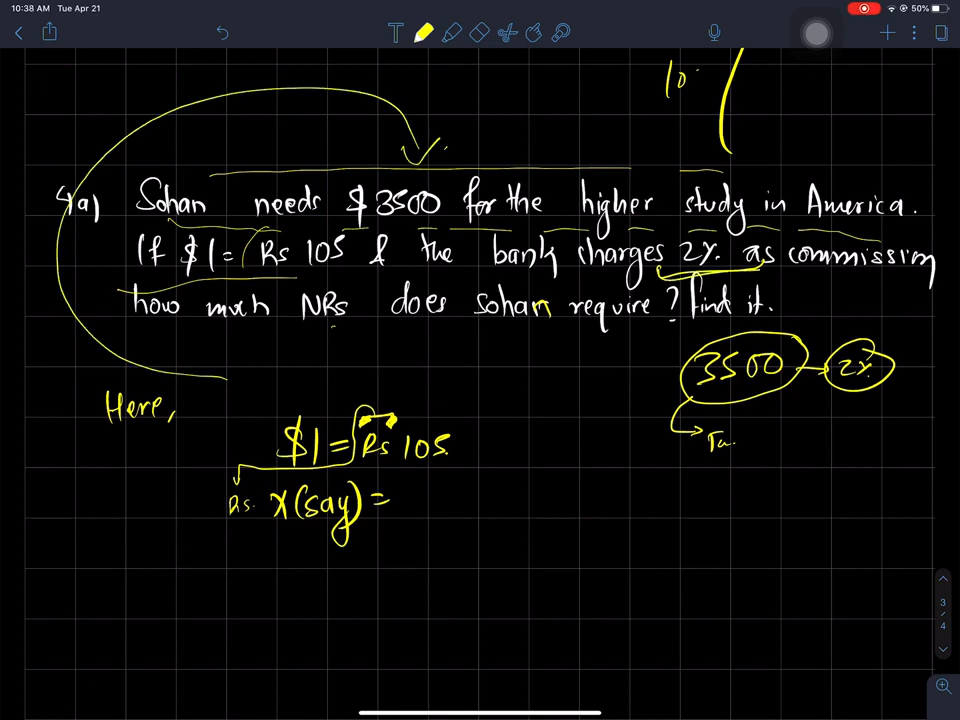 10:38 AM Tue Apr 21
50%
10
4a) Sohan needs $ 3500 for the higher study in America.
If $1 = Rs 105 & the bank charges 2% as commission
how much NRs does sohan require? find it.
3500 → 2%
Ta.
Here,
$1 = Rs 105.
Rs. x (say) =
3
/
4